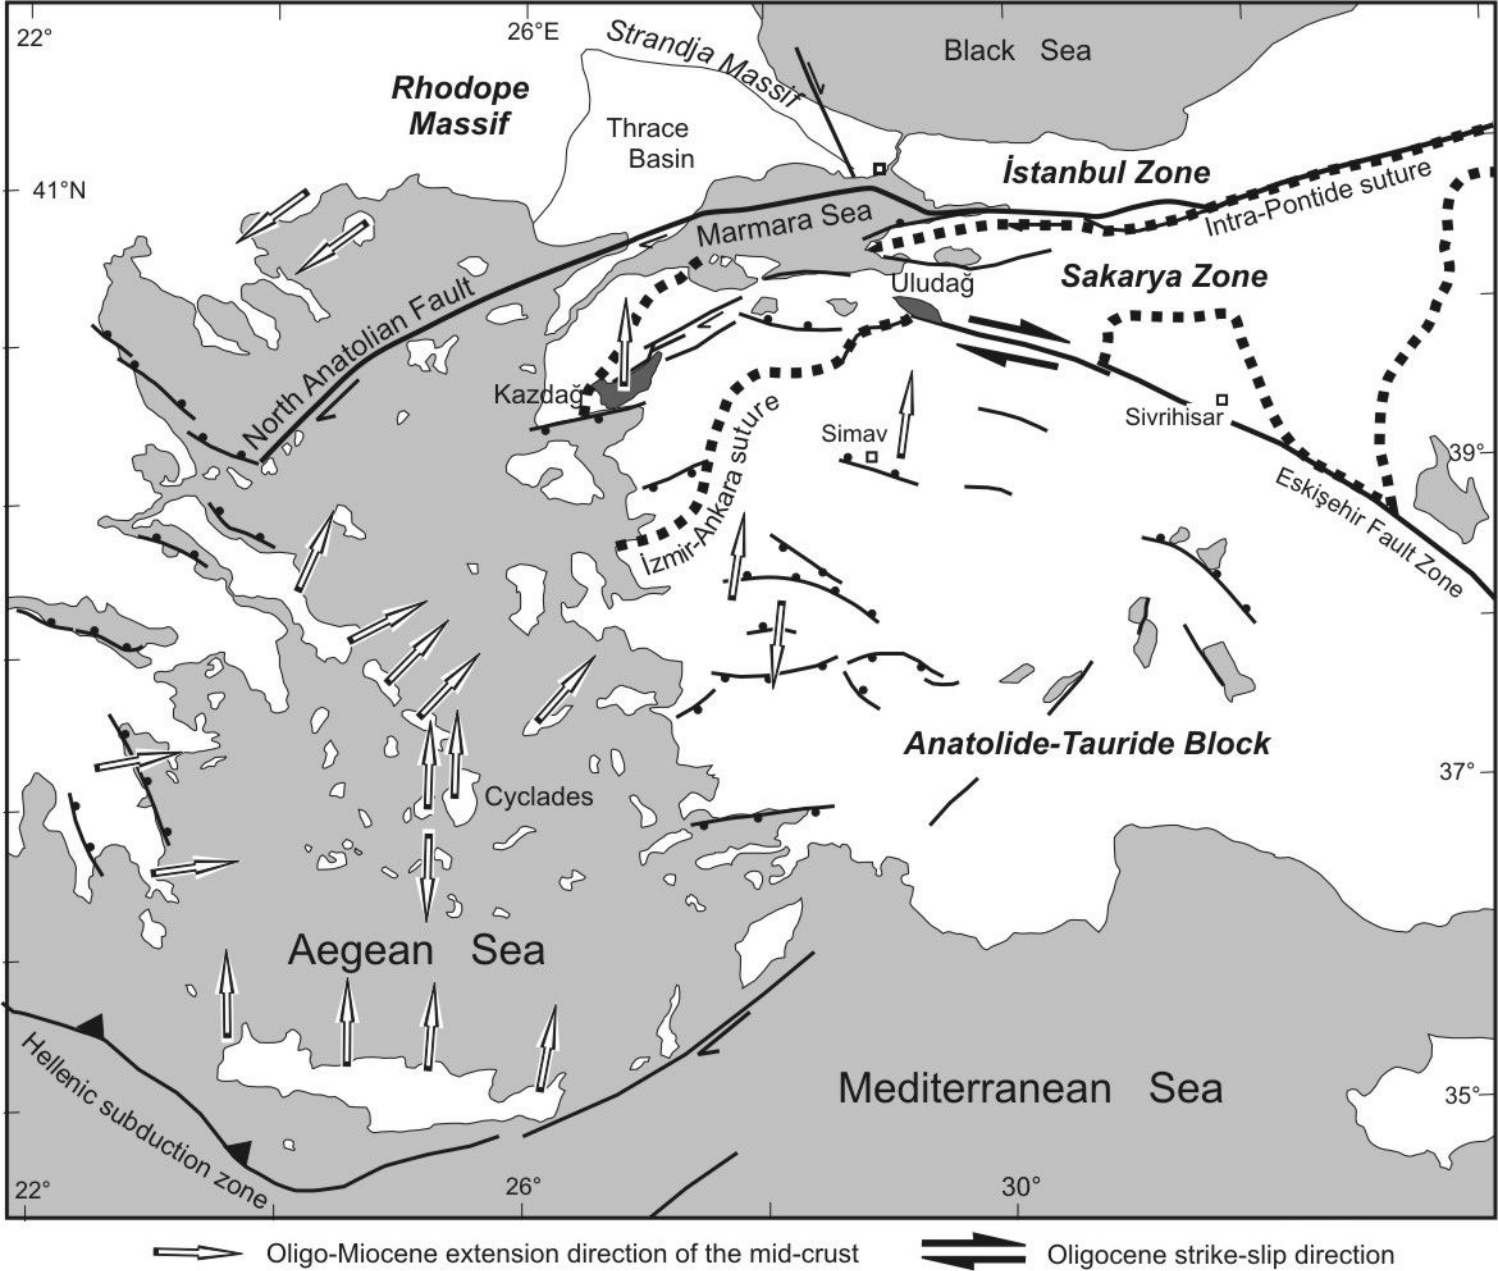 22°
26°E
Strandja Massif
Black Sea
Rhodope
Massif
Thrace
Basin
41°N
İstanbul Zone
Intra-Pontide suture
Marmara Sea
Sakarya Zone
Uludağ
North Anatolian Fault
Kazdağ
Sivrihisar
Simav
39°
İzmir-Ankara suture
Eskişehir Fault Zone
Anatolide-Tauride Block
37°
Cyclades
Aegean Sea
Hellenic subduction zone
Mediterranean Sea
35°
22°
26°
30°
Oligo-Miocene extension direction of the mid-crust
Oligocene strike-slip direction